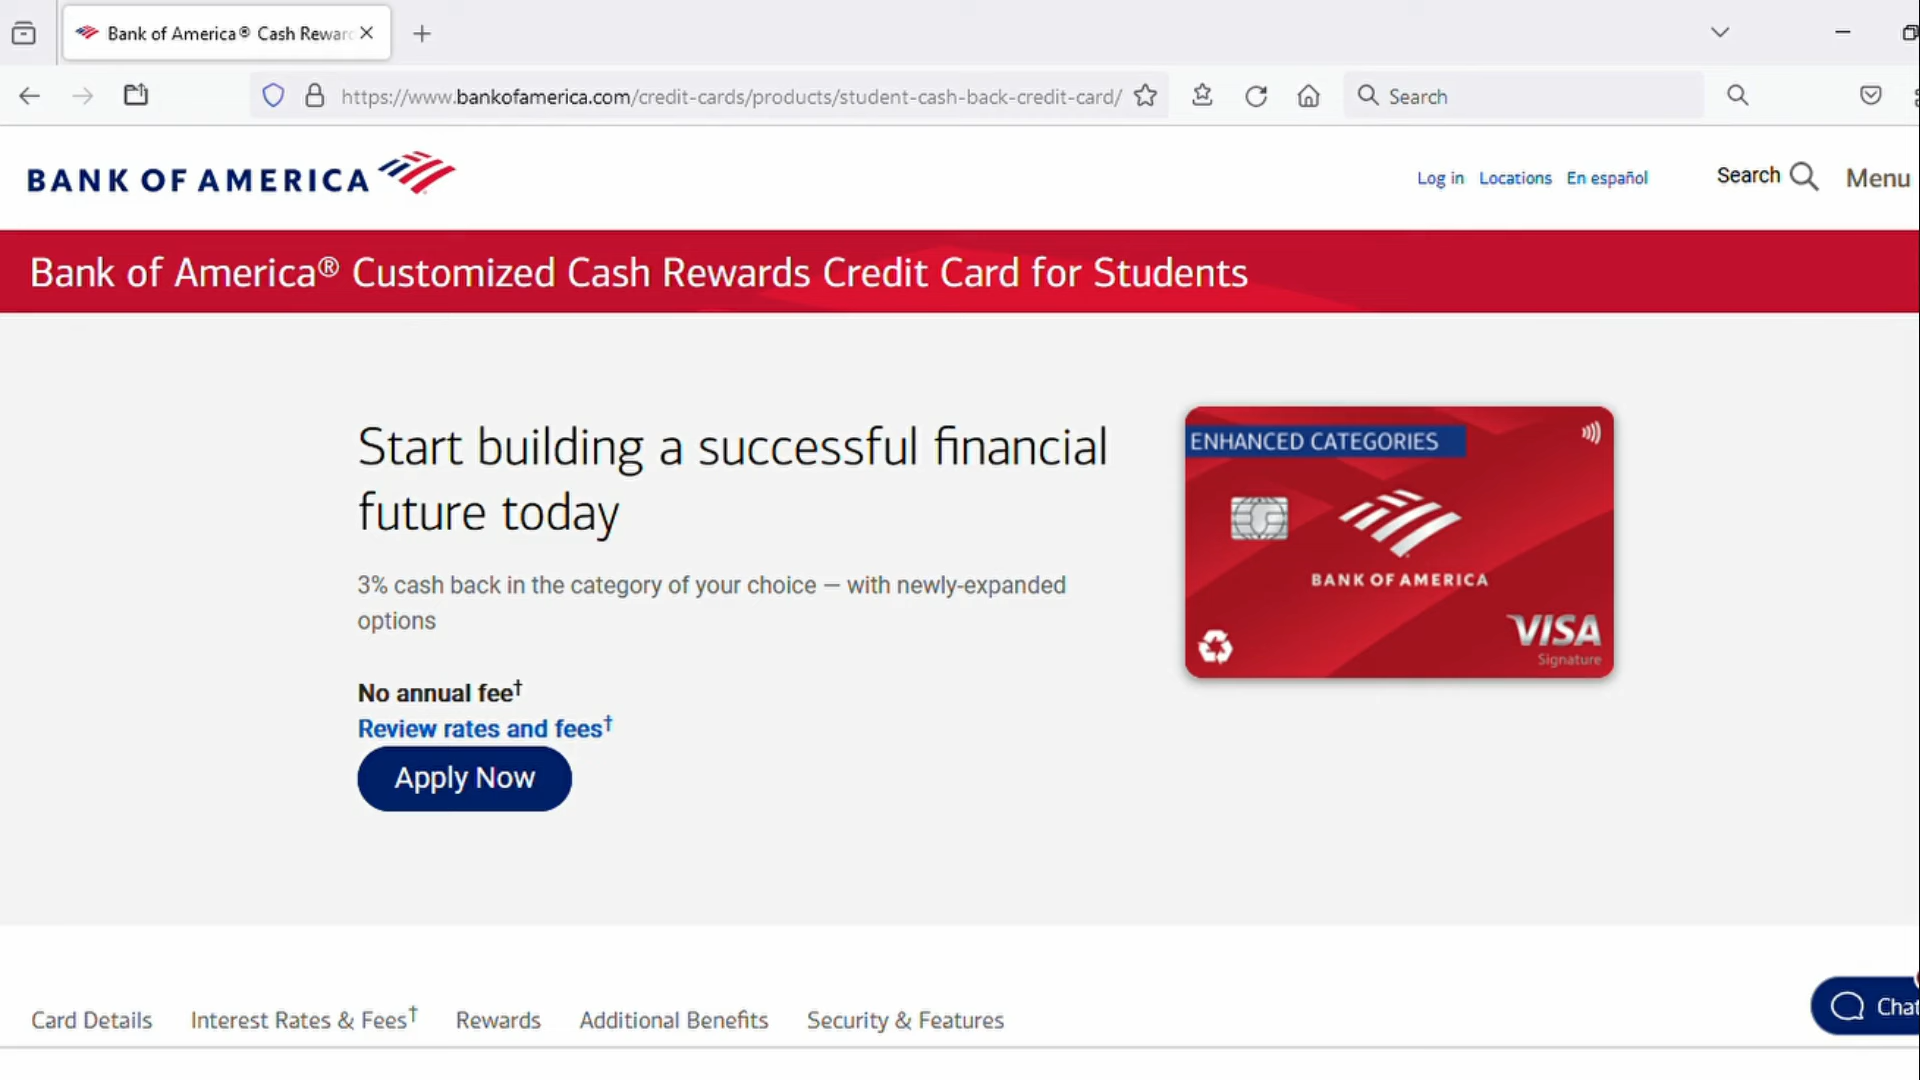 Bank of America® Cash Rewar
https://www.bankofamerica.com/credit-cards/products/student-cash-back-credit-card/
Search
BANK OF AMERICA
Log in Locations En español
Search
Menu
Bank of America® Customized Cash Rewards Credit Card for Students
Start building a successful financial
future today
3% cash back in the category of your choice — with newly-expanded
options
No annual fee†
Review rates and fees†
Apply Now
ENHANCED CATEGORIES
BANK OF AMERICA
VISA
Signature
Card Details Interest Rates & Fees† Rewards Additional Benefits Security & Features
Chat